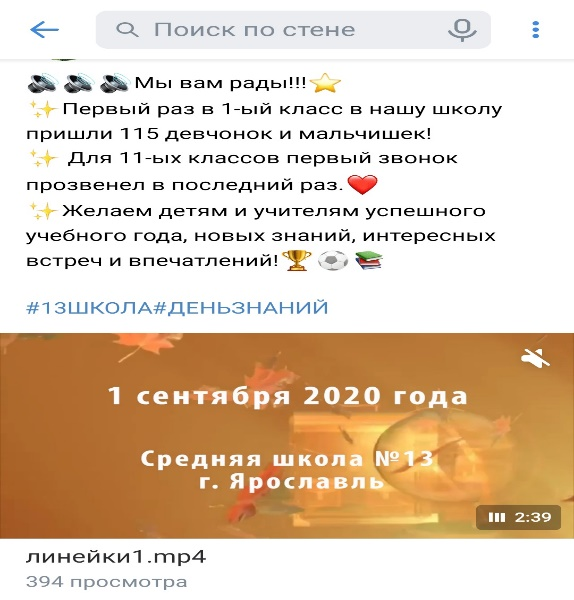 Поиск по стене
Мы вам рады!!!
Первый раз в 1-ый класс в нашу школу
пришли 115 девчонок и мальчишек!
Для 11-ых классов первый звонок
прозвенел в последний раз.
Желаем детям и учителям успешного
учебного года, новых знаний, интересных
встреч и впечатлений!
#13ШКОЛА#ДЕНЬЗНАНИЙ
1 сентября 2020 года
Средняя школа №13
г. Ярославль
2:39
линейки1.mp4
394 просмотра